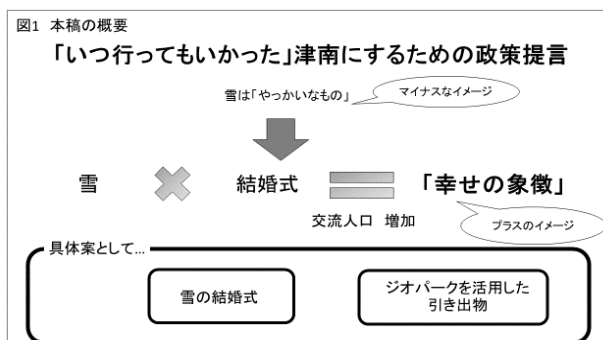 図1 本稿の概要
「いつ行ってもいかった」津南にするための政策提言
雪は「やっかいなもの」
マイナスなイメージ
雪 × 結婚式 = 「幸せの象徴」
交流人口 増加
プラスのイメージ
具体案として...
雪の結婚式
ジオパークを活用した
引き出物